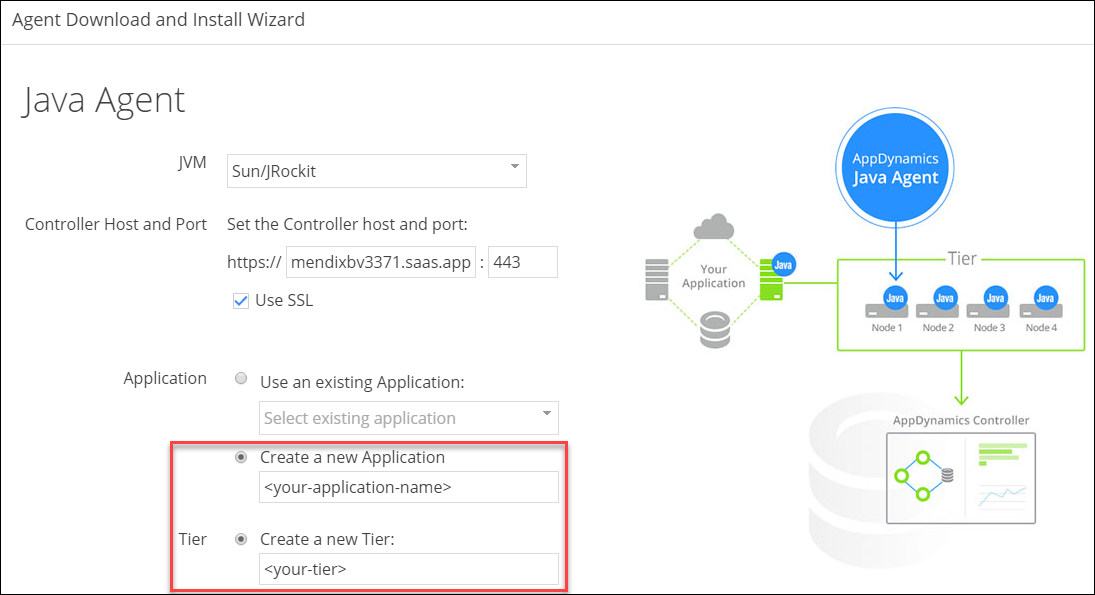 Agent Download and Install Wizard
Java Agent
JVM
Sun/JRockit
Controller Host and Port
Set the Controller host and port:
https://
mendixbv3371.saas.app
:
443
Use SSL
Application
Use an existing Application:
Select existing application
Create a new Application
<your-application-name>
Tier
Create a new Tier:
<your-tier>
AppDynamics
Java Agent
Your
Application
Java
Tier
Java
Java
Java
Java
Node 1
Node 2
Node 3
Node 4
AppDynamics Controller